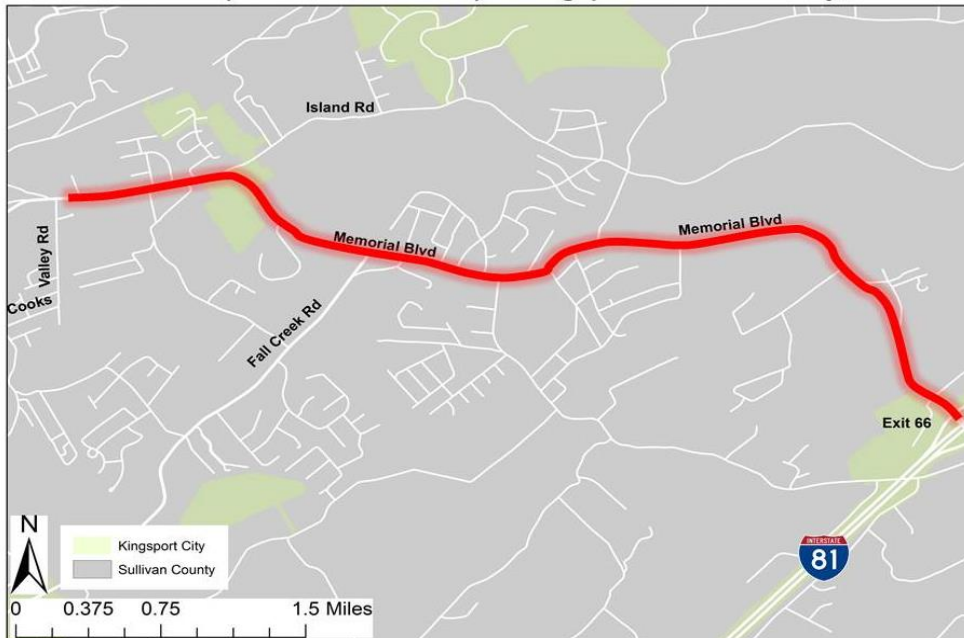 Island Rd
Memorial Blvd
Memorial Blvd
Valley Rd
Cooks
Fall Creek Rd
Exit 66
N
Kingsport City
Sullivan County
INTERSTATE
81
0 0.375 0.75 1.5 Miles